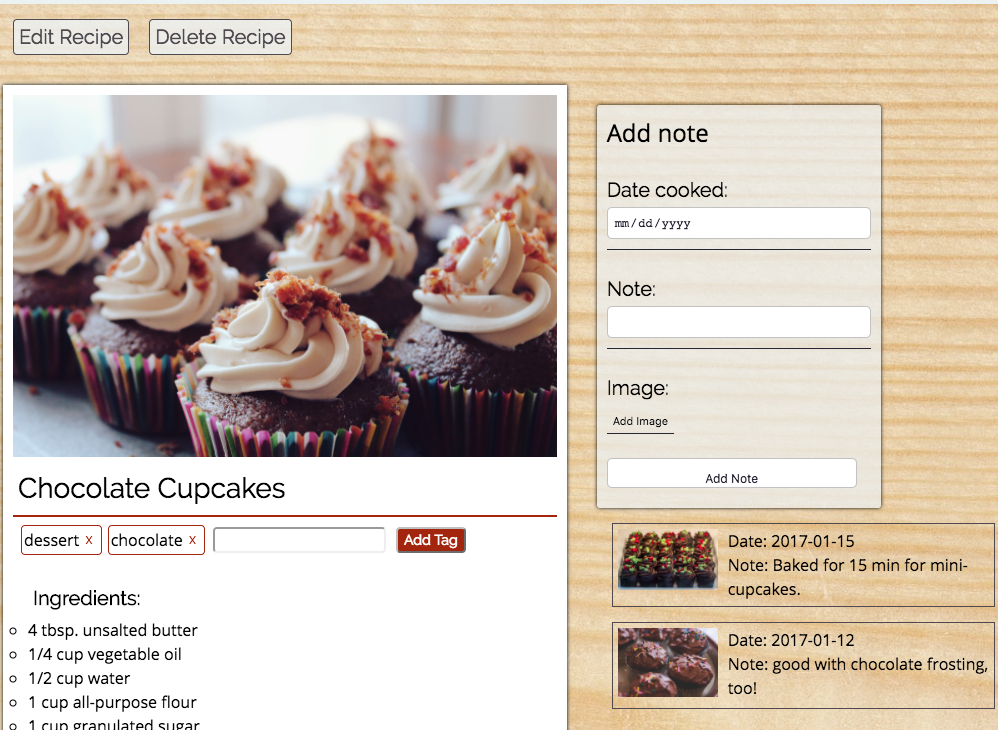 Edit Recipe
Delete Recipe
Chocolate Cupcakes
dessert x
chocolate x
Add Tag
Ingredients:
4 tbsp. unsalted butter
1/4 cup vegetable oil
1/2 cup water
1 cup all-purpose flour
1 cup granulated sugar
Add note
Date cooked:
mm/dd/yyyy
Note:
Image:
Add Image
Add Note
Date: 2017-01-15
Note: Baked for 15 min for mini-
cupcakes.
Date: 2017-01-12
Note: good with chocolate frosting,
too!